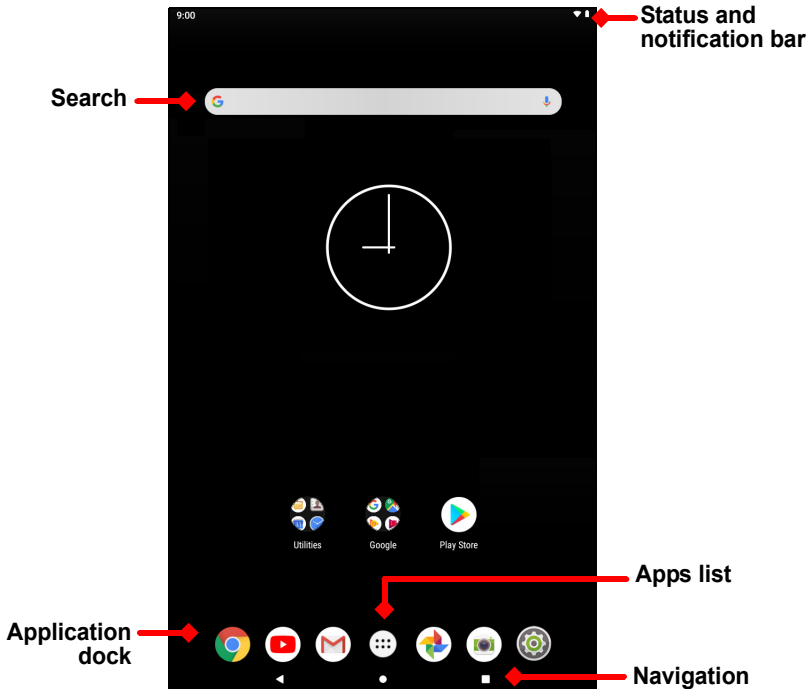 9:00
Status and
notification bar
Search
Utilities
Google
Play Store
Apps list
Application
dock
Navigation